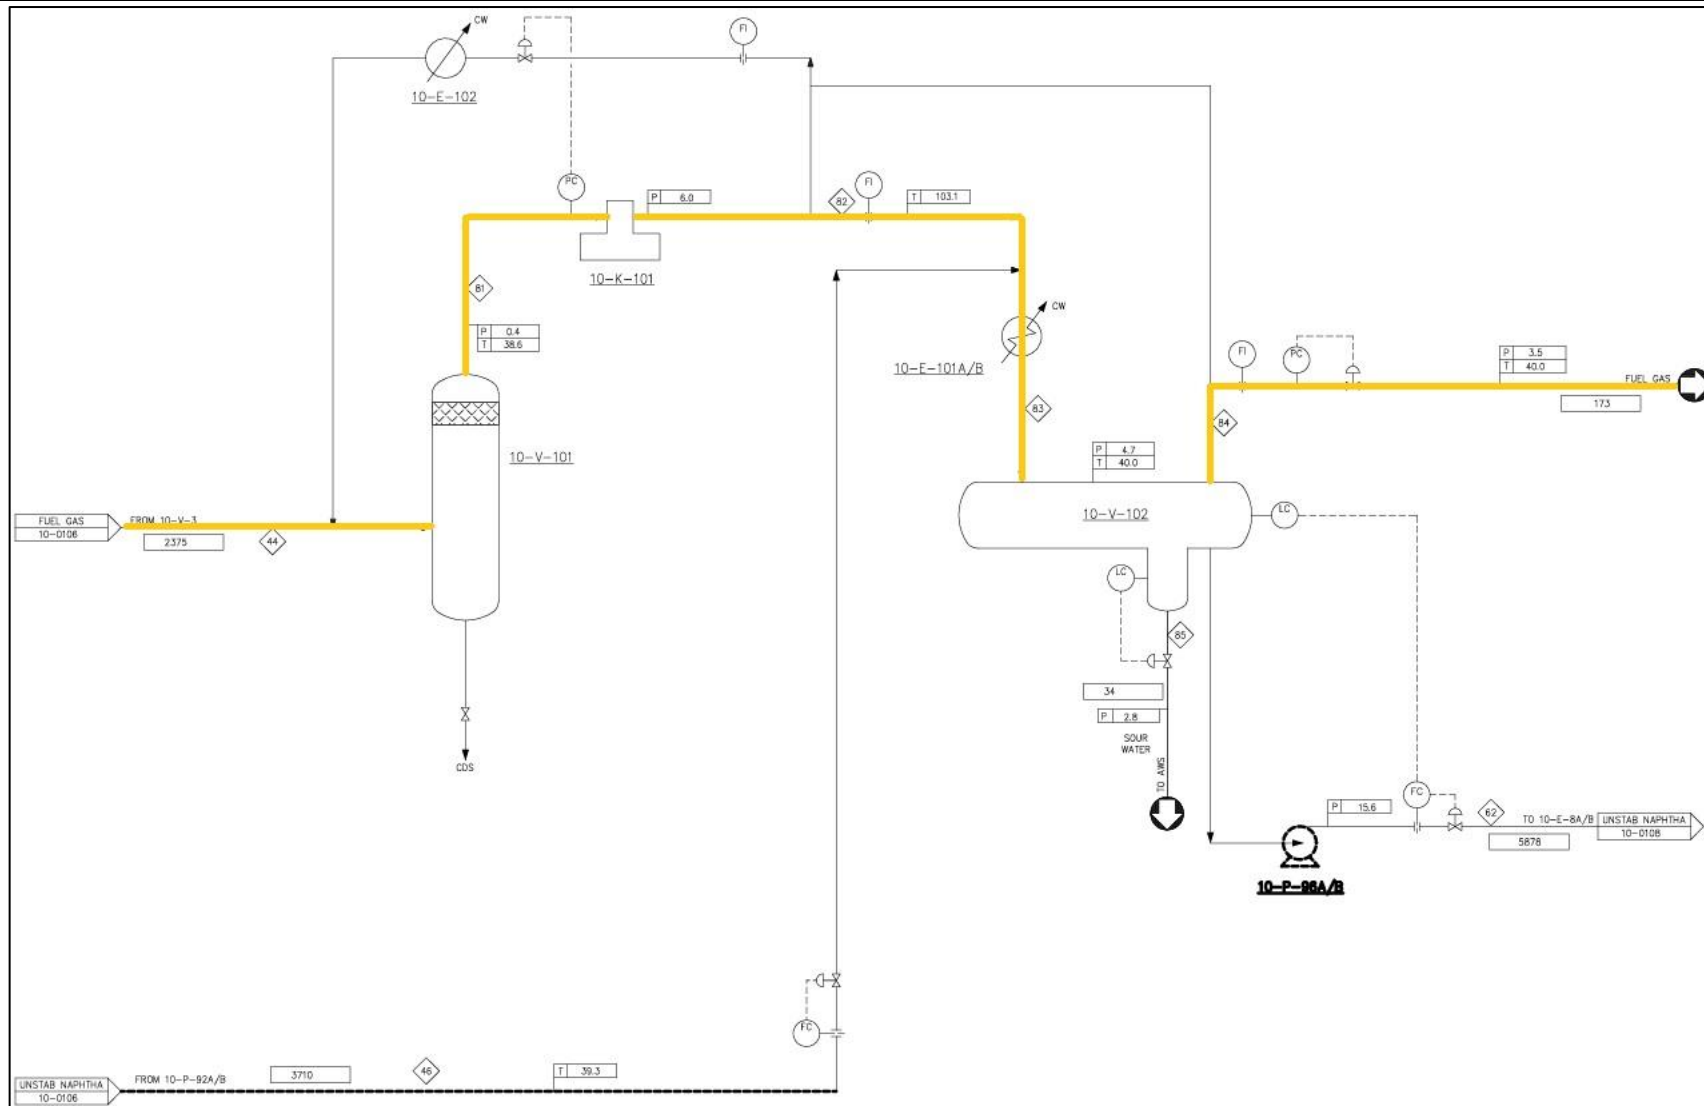 CW
FI
10-E-102
PC
P 6.0
82
FI
T 103.1
10-K-101
81
P 0.4
T 38.6
CW
10-E-101A/B
FI
PC
P 3.5
T 40.0
FUEL GAS
173
83
84
10-V-101
P 4.7
T 40.0
10-V-102
LC
FUEL GAS
10-0106
FROM 10-V-3
2375
44
LC
85
34
P 2.8
SOUR
WATER
TO AWS
CDS
P 15.6
FC
62
TO 10-E-8A/B
UNSTAB NAPHTHA
10-0108
5878
10-P-98A/B
FC
UNSTAB NAPHTHA
10-0106
FROM 10-P-92A/B
3710
46
T 39.3